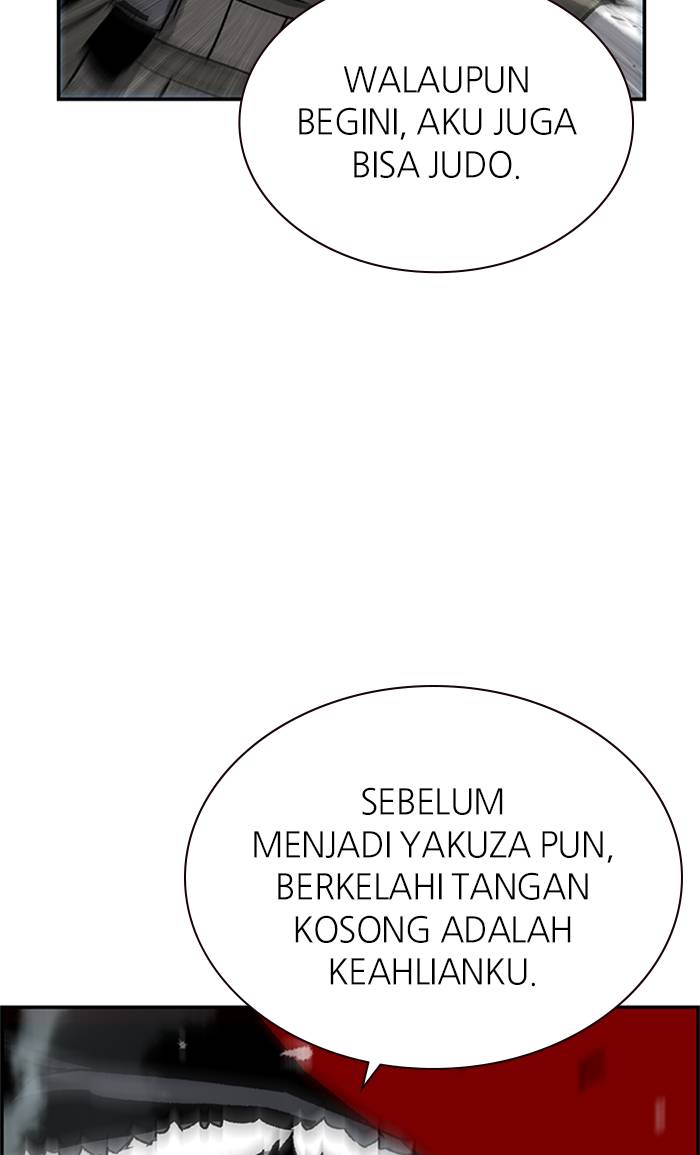 WALAUPUN
BEGINI, AKU JUGA
BISA JUDO.
SEBELUM
MENJADI YAKUZA PUN,
BERKELAHI TANGAN
KOSONG ADALAH
KEAHLIANKU.